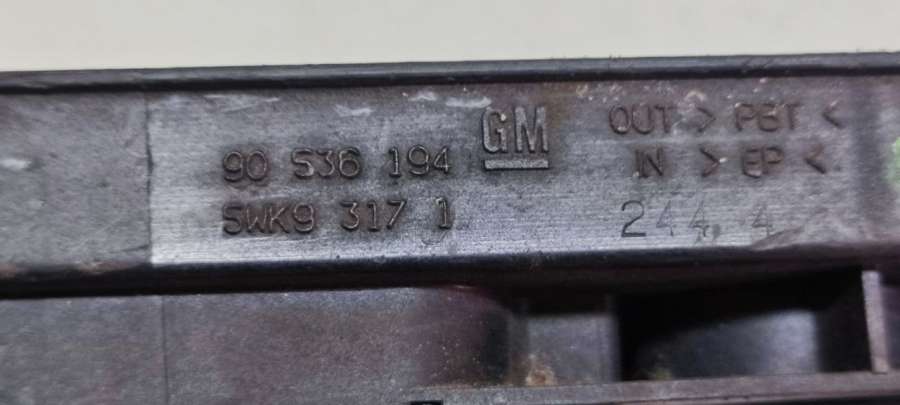 90 536 194
5WK9 317 1
GM
OUT > PBT <
IN > EP <
244 4